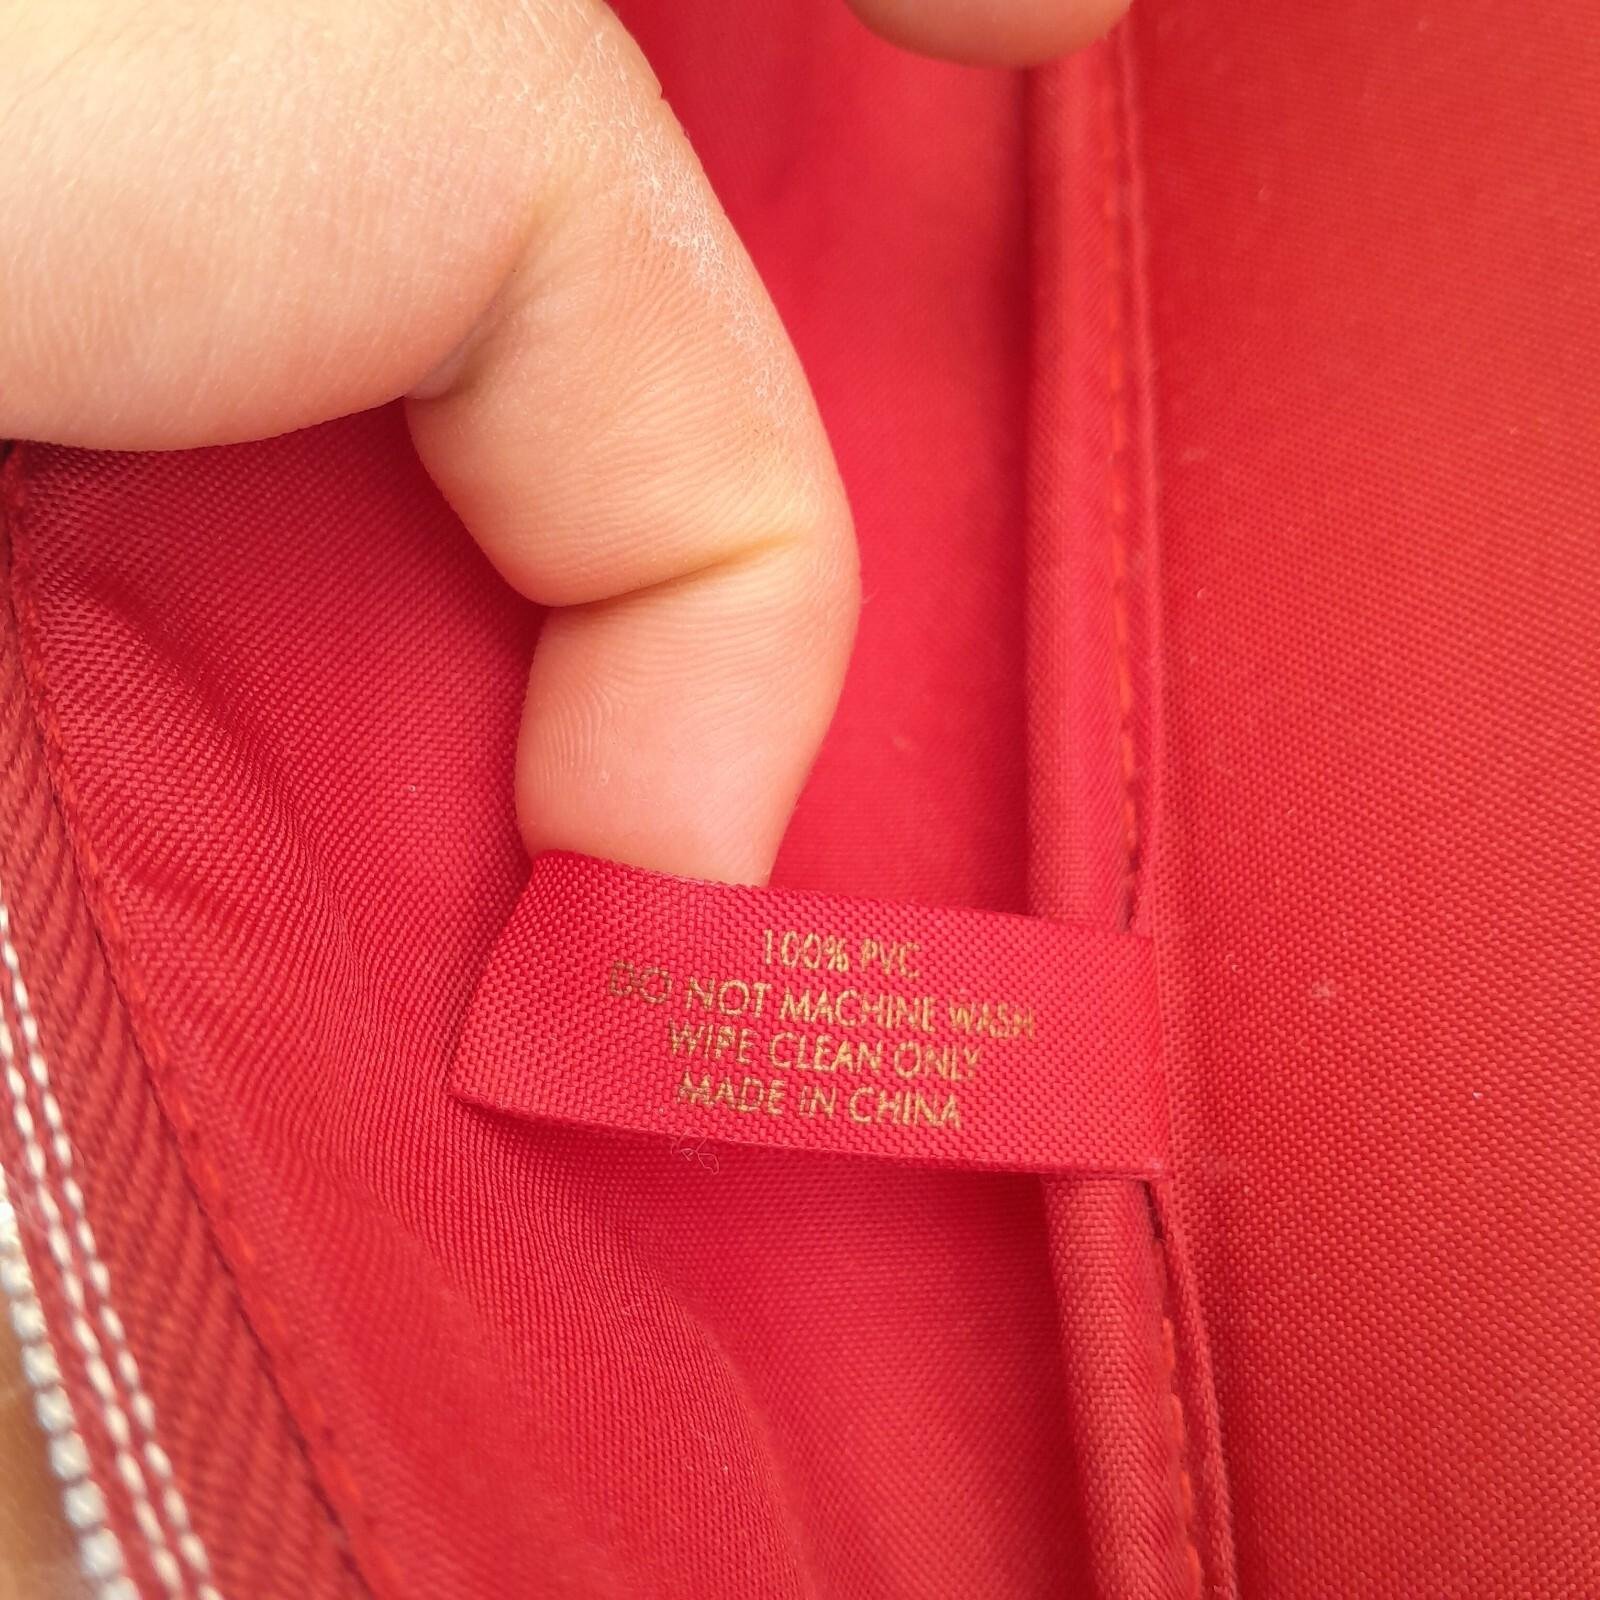 100% PVC
DO NOT MACHINE WASH
WIPE CLEAN ONLY
MADE IN CHINA